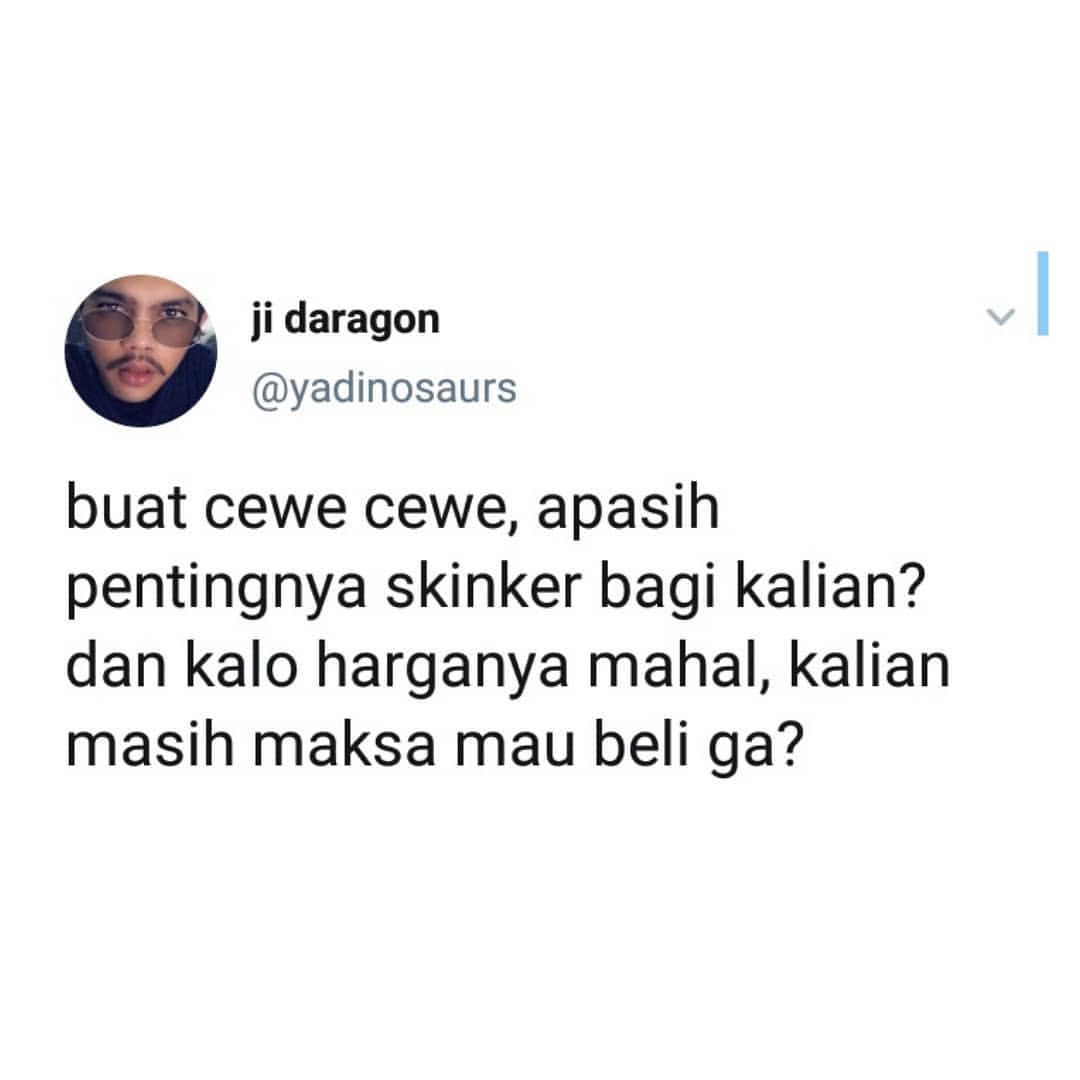 ji daragon
@yadinosaurs
buat cewe cewe, apasih
pentingnya skinker bagi kalian?
dan kalo harganya mahal, kalian
masih maksa mau beli ga?